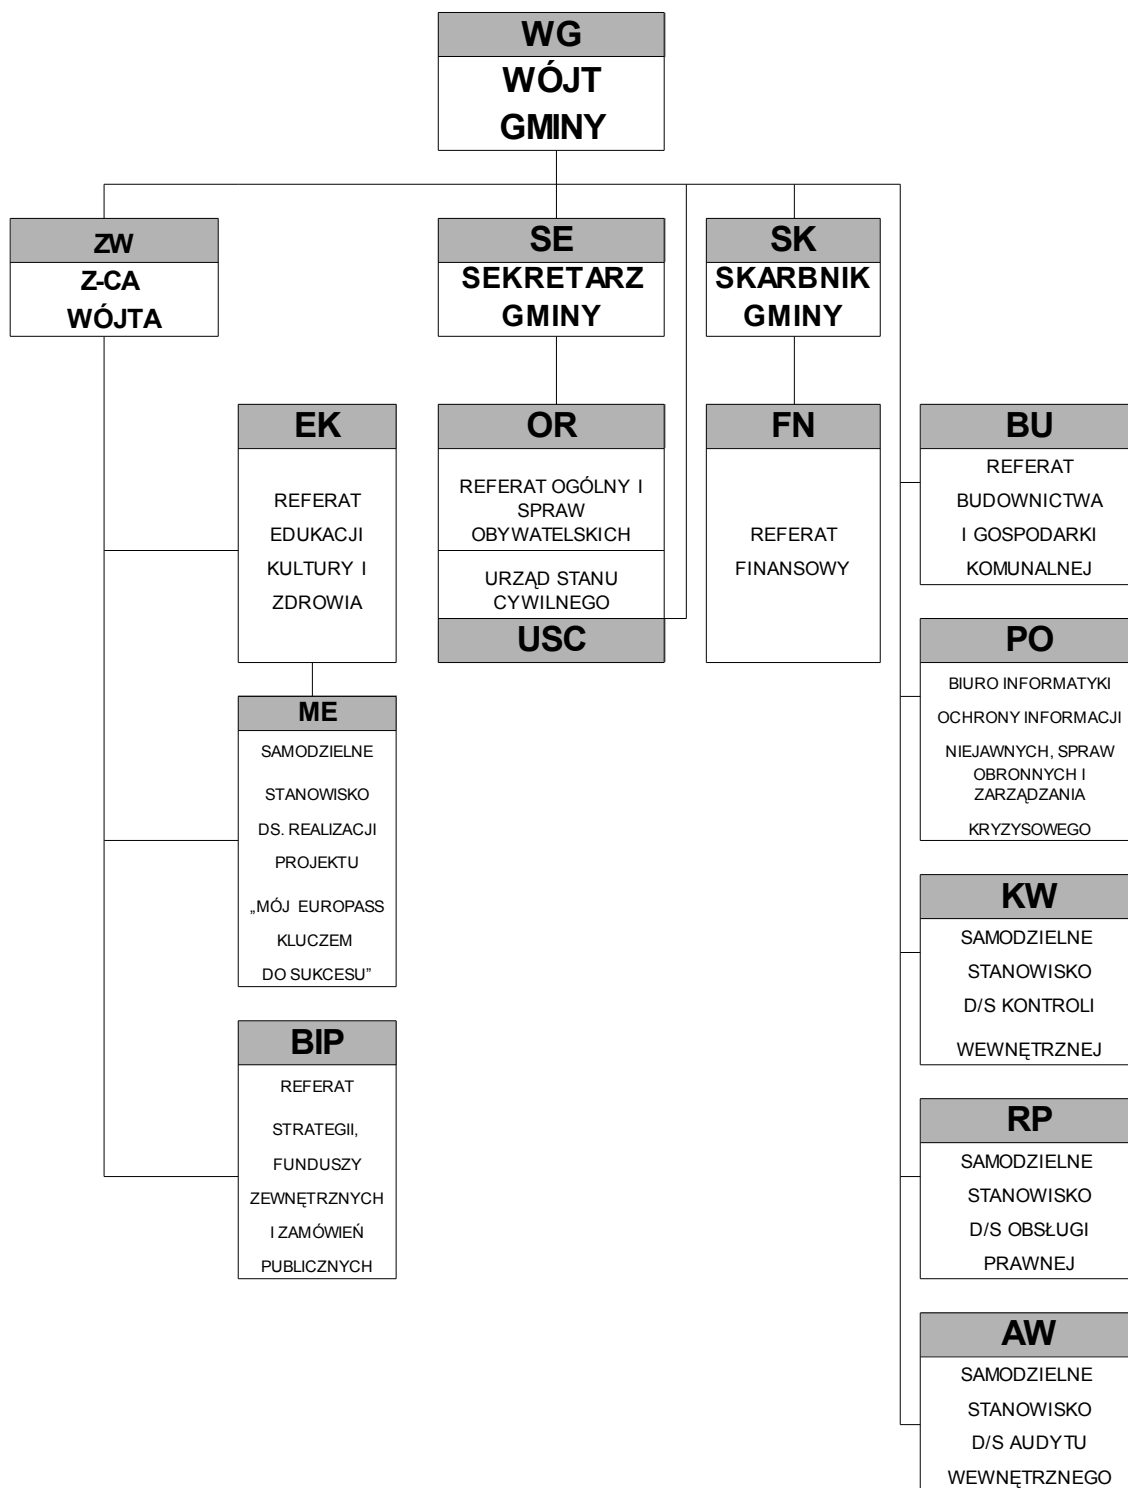 WG
WÓJT
GMINY
ZW
Z-CA
WÓJTA
SE
SEKRETARZ
GMINY
SK
SKARBNIK
GMINY
EK
REFERAT
EDUKACJI
KULTURY I
ZDROWIA
OR
REFERAT OGÓLNY I
SPRAW
OBYWATELSKICH
URZĄD STANU
CYWILNEGO
USC
FN
REFERAT
FINANSOWY
BU
REFERAT
BUDOWNICTWA
I GOSPODARKI
KOMUNALNEJ
PO
BIURO INFORMATYKI
OCHRONY INFORMACJI
NIEJAWNYCH, SPRAW
OBRONNYCH I
ZARZĄDZANIA
KRYZYSOWEGO
ME
SAMODZIELNE
STANOWISKO
DS. REALIZACJI
PROJEKTU
„MÓJ EUROPASS
KLUCZEM
DO SUKCESU”
KW
SAMODZIELNE
STANOWISKO
D/S KONTROLI
WEWNĘTRZNEJ
BIP
REFERAT
STRATEGII,
FUNDUSZY
ZEWNĘTRZNYCH
I ZAMÓWIEŃ
PUBLICZNYCH
RP
SAMODZIELNE
STANOWISKO
D/S OBSŁUGI
PRAWNEJ
AW
SAMODZIELNE
STANOWISKO
D/S AUDYTU
WEWNĘTRZNEGO